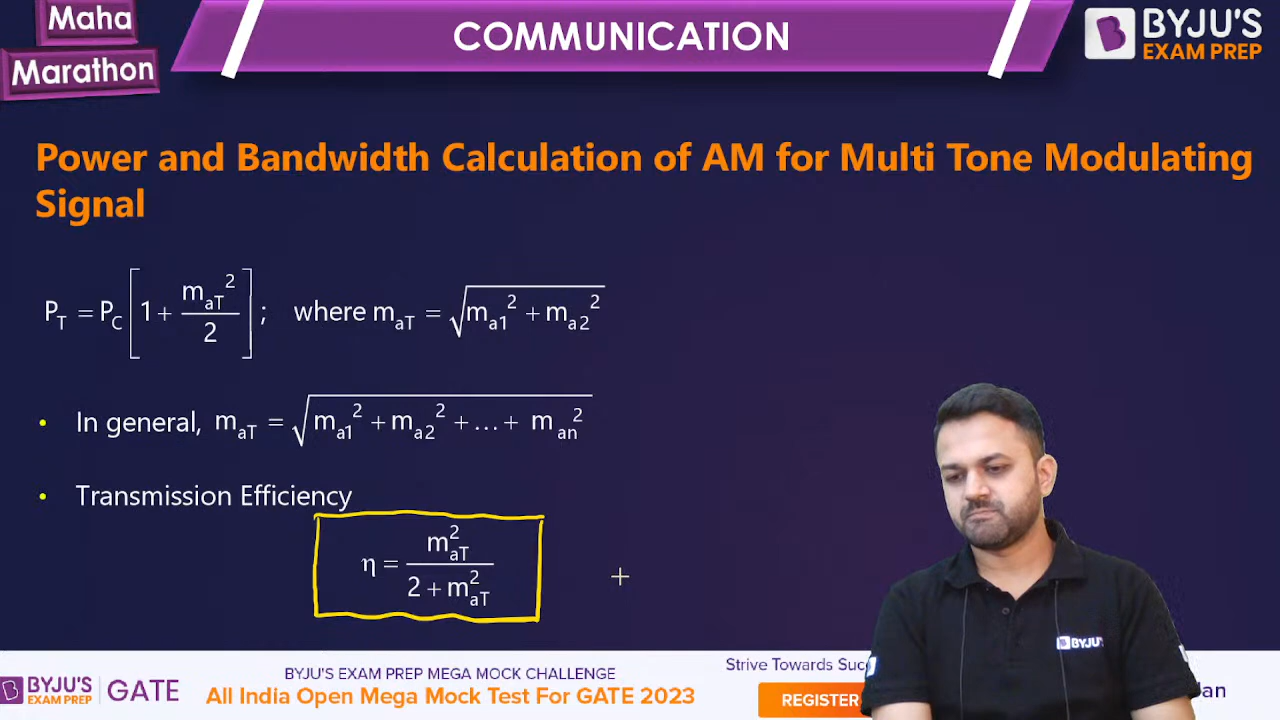 Maha
Marathon
COMMUNICATION
BYJU'S
EXAM PREP
Power and Bandwidth Calculation of AM for Multi Tone Modulating
Signal
P_T = P_C [1 + m_aT^2 / 2] ; where m_aT = √(m_a1^2 + m_a2^2)
• In general, m_aT = √(m_a1^2 + m_a2^2 + ... + m_an^2)
• Transmission Efficiency
η = m_aT^2 / (2 + m_aT^2)
BYJU'S
BYJU'S
EXAM PREP
GATE
BYJU'S EXAM PREP MEGA MOCK CHALLENGE
All India Open Mega Mock Test For GATE 2023
Strive Towards
REGISTER